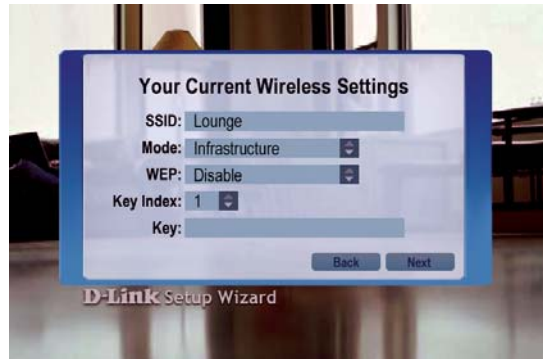 Your Current Wireless Settings
SSID: Lounge
Mode: Infrastructure
WEP: Disable
Key Index: 1
Key:
Back Next
D-Link Setup Wizard